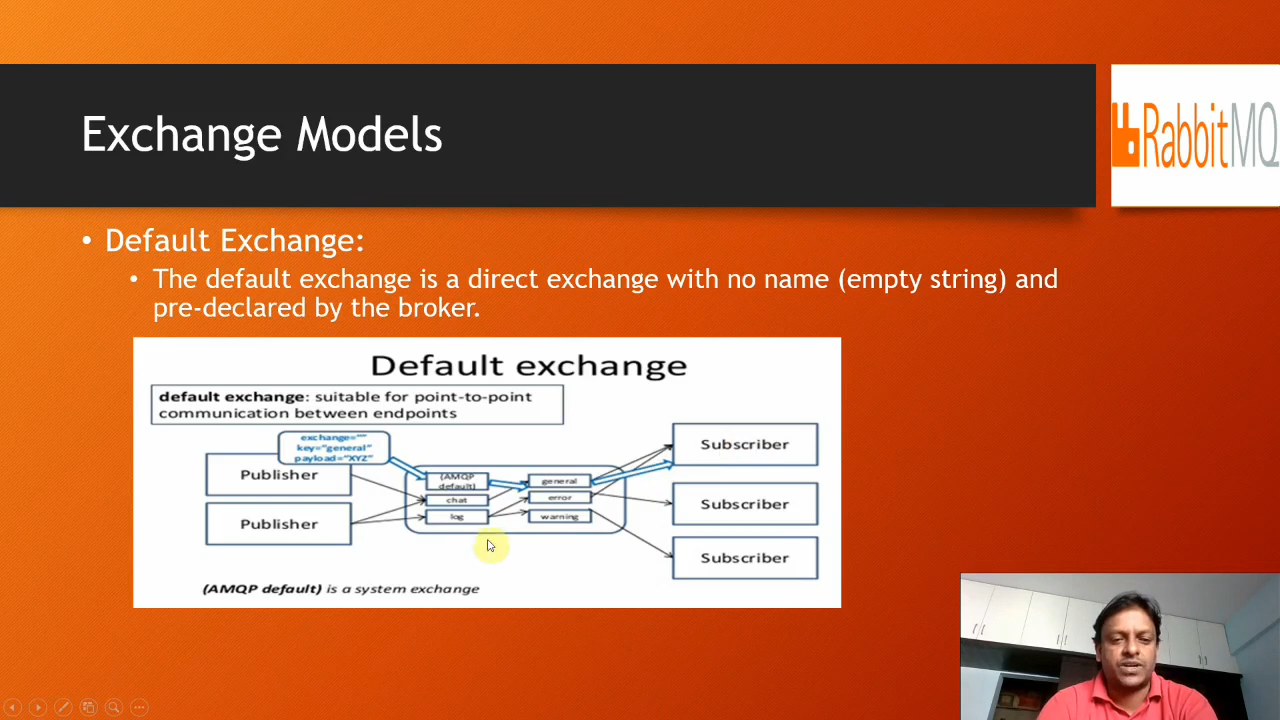 Exchange Models
RabbitMQ
• Default Exchange:
• The default exchange is a direct exchange with no name (empty string) and
pre-declared by the broker.
Default exchange
default exchange: suitable for point-to-point
communication between endpoints
exchange=""
key="general"
payload="XYZ"
Publisher
Publisher
(AMQP
default)
chat
log
general
error
warning
Subscriber
Subscriber
Subscriber
(AMQP default) is a system exchange